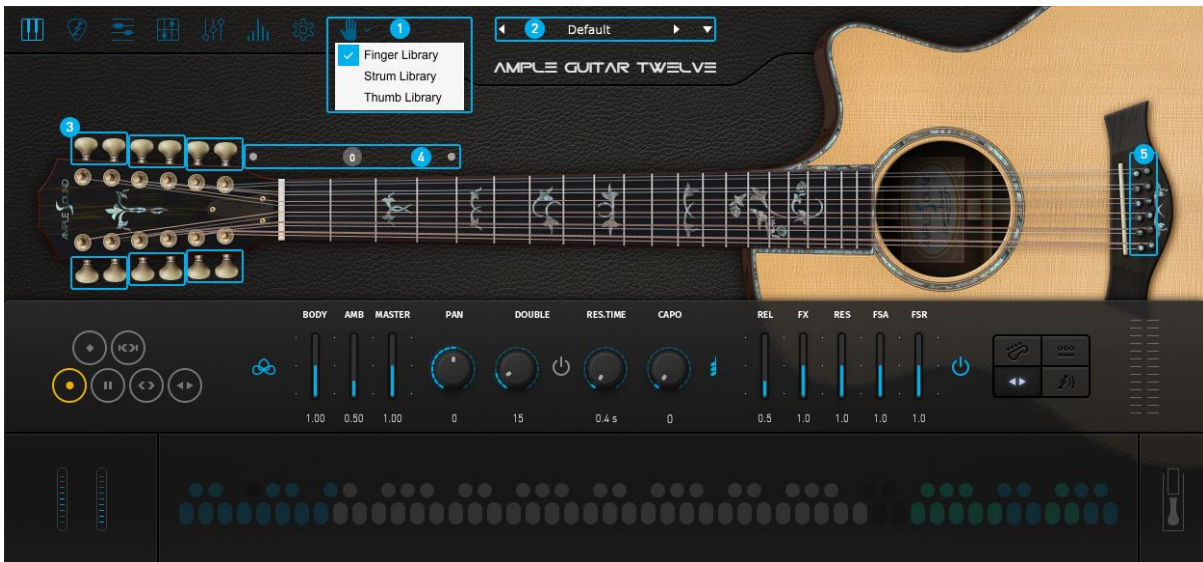 1
2 Default
Finger Library
Strum Library
Thumb Library
AMPLE GUITAR TWELVE
3
0 4
5
AMPLE SOUND
BODY AMB MASTER PAN DOUBLE RES.TIME CAPO REL FX RES FSA FSR
1.00 0.50 1.00 0 15 0.4 s 0 0.5 1.0 1.0 1.0 1.0